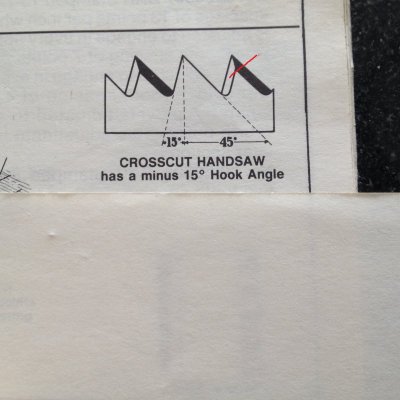 15° 45°
CROSSCUT HANDSAW
has a minus 15° Hook Angle